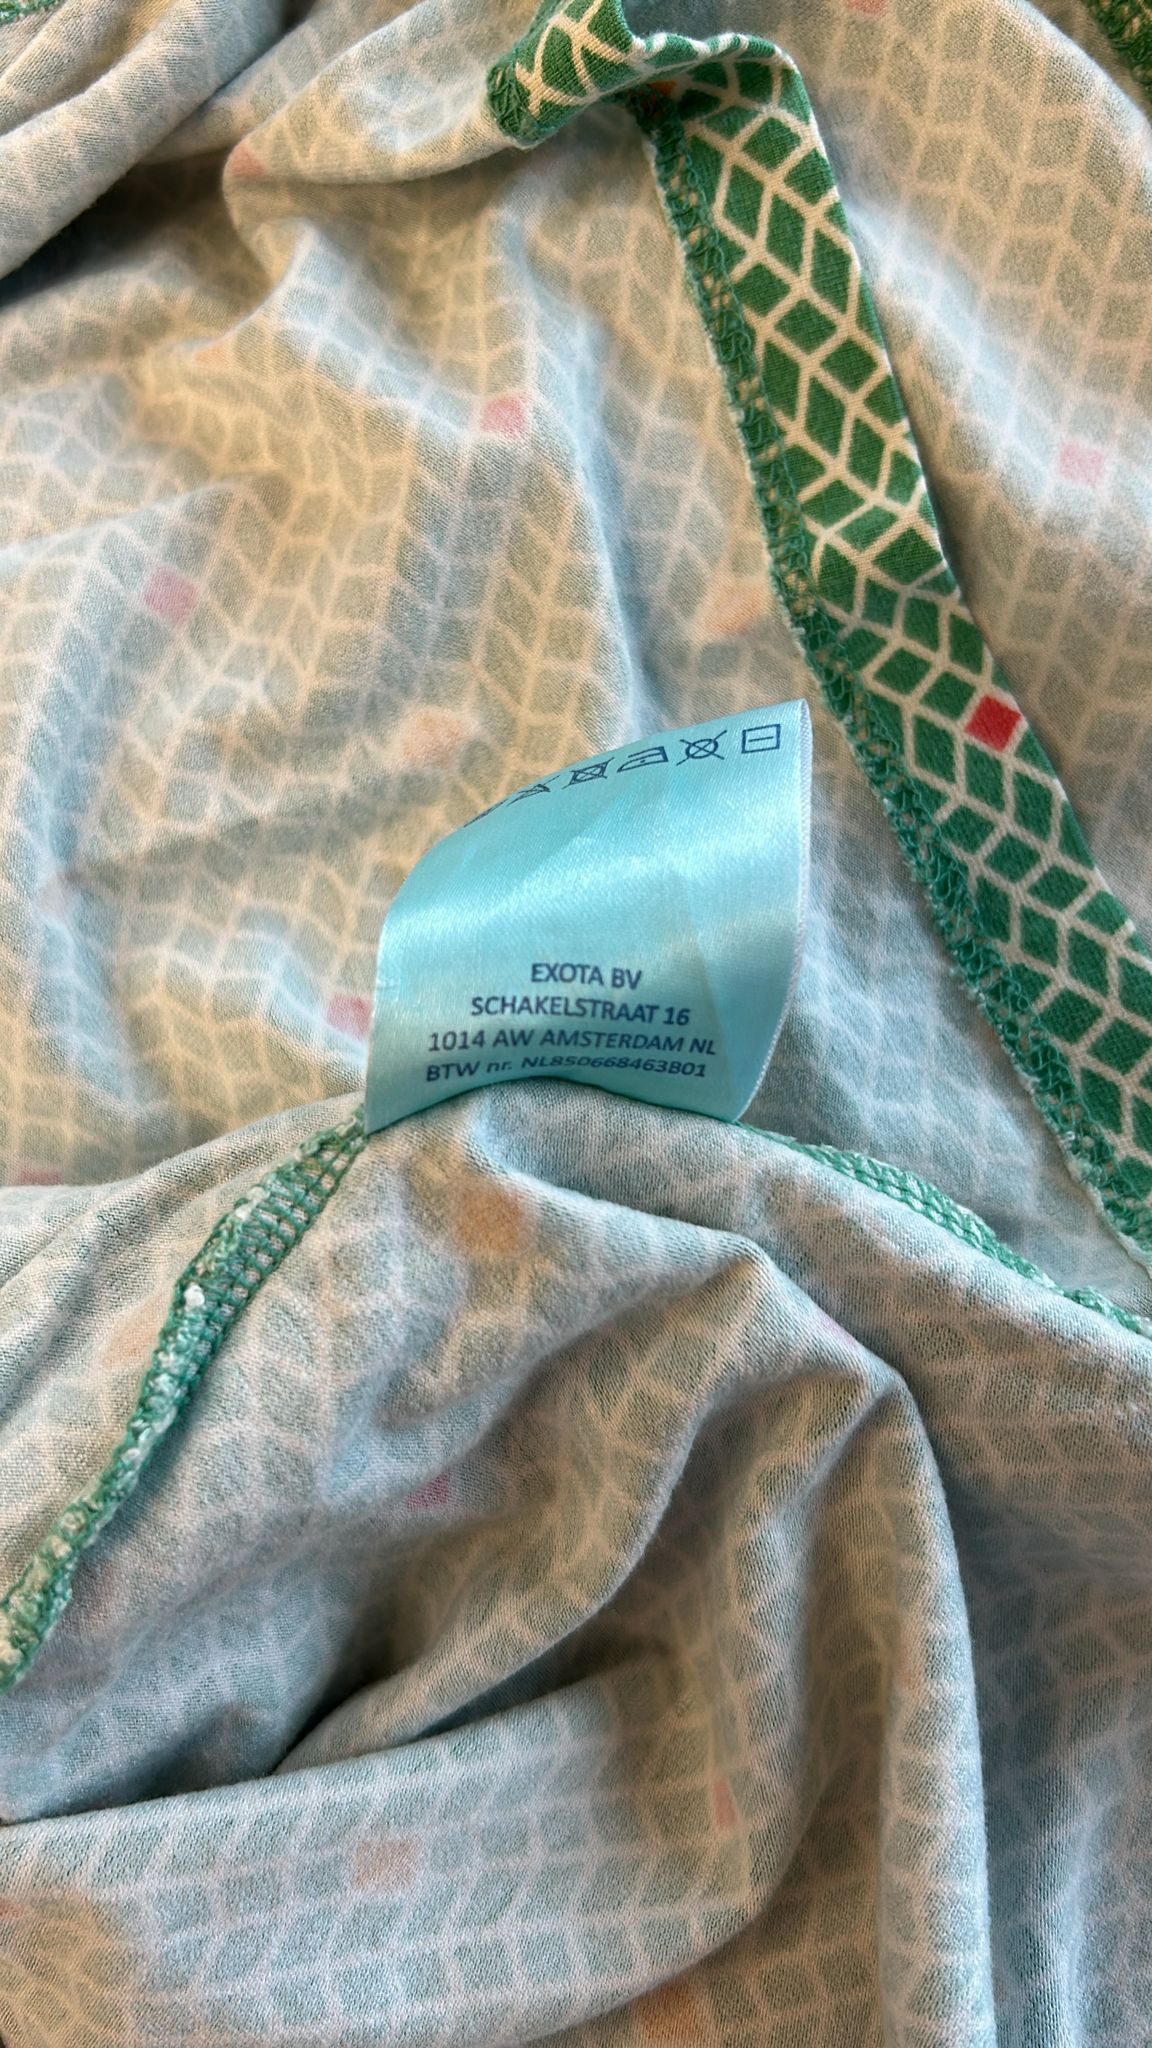 EXOTA BV
SCHAKELSTRAAT 16
1014 AW AMSTERDAM NL
BTW nr. NL850668463B01